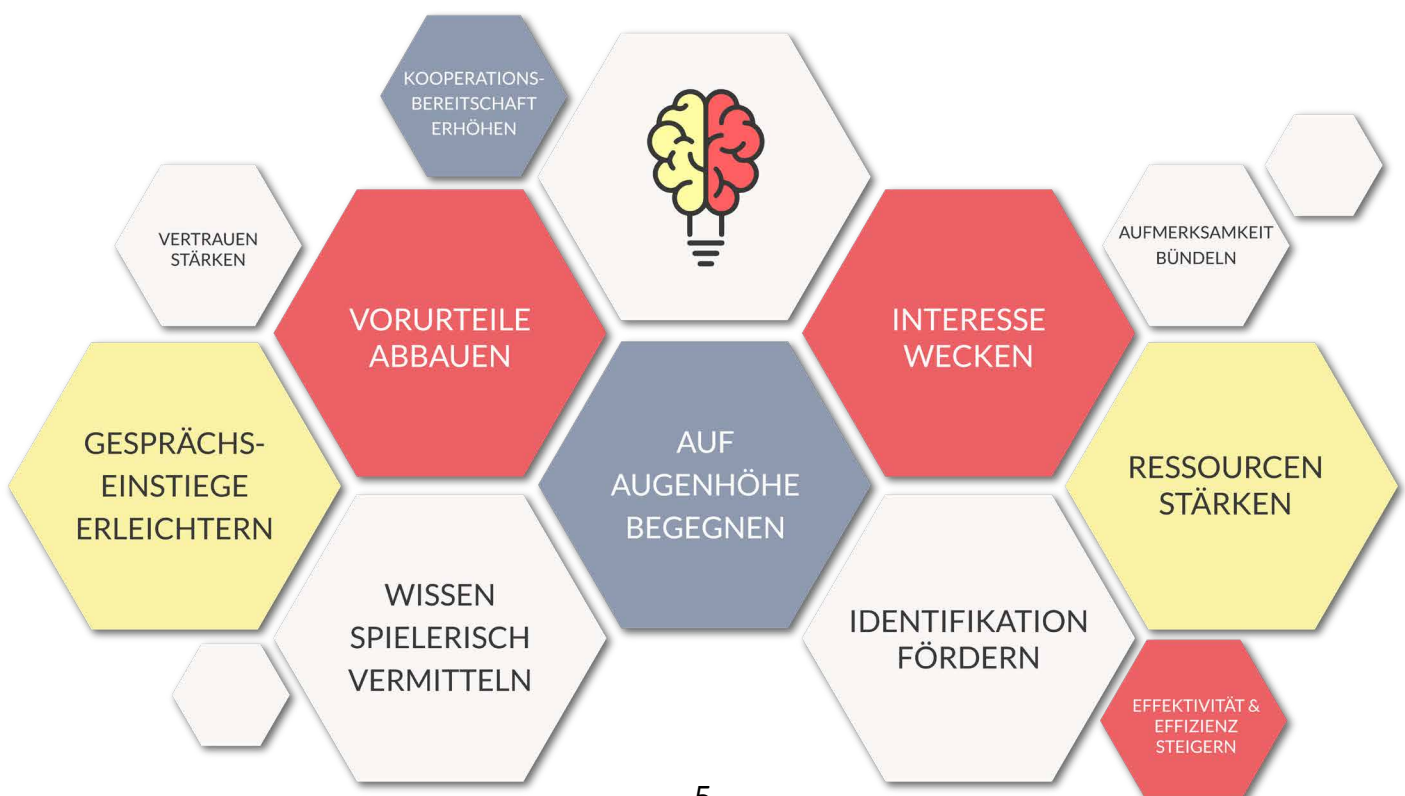 KOOPERATIONS-
BEREITSCHAFT
ERHÖHEN
VERTRAUEN
STÄRKEN
AUFMERKSAMKEIT
BÜNDELN
VORURTEILE
ABBAUEN
INTERESSE
WECKEN
GESPRÄCHS-
EINSTIEGE
ERLEICHTERN
AUF
AUGENHÖHE
BEGEGNEN
RESSOURCEN
STÄRKEN
WISSEN
SPIELERISCH
VERMITTELN
IDENTIFIKATION
FÖRDERN
EFFEKTIVITÄT &
EFFIZIENZ
STEIGERN
5